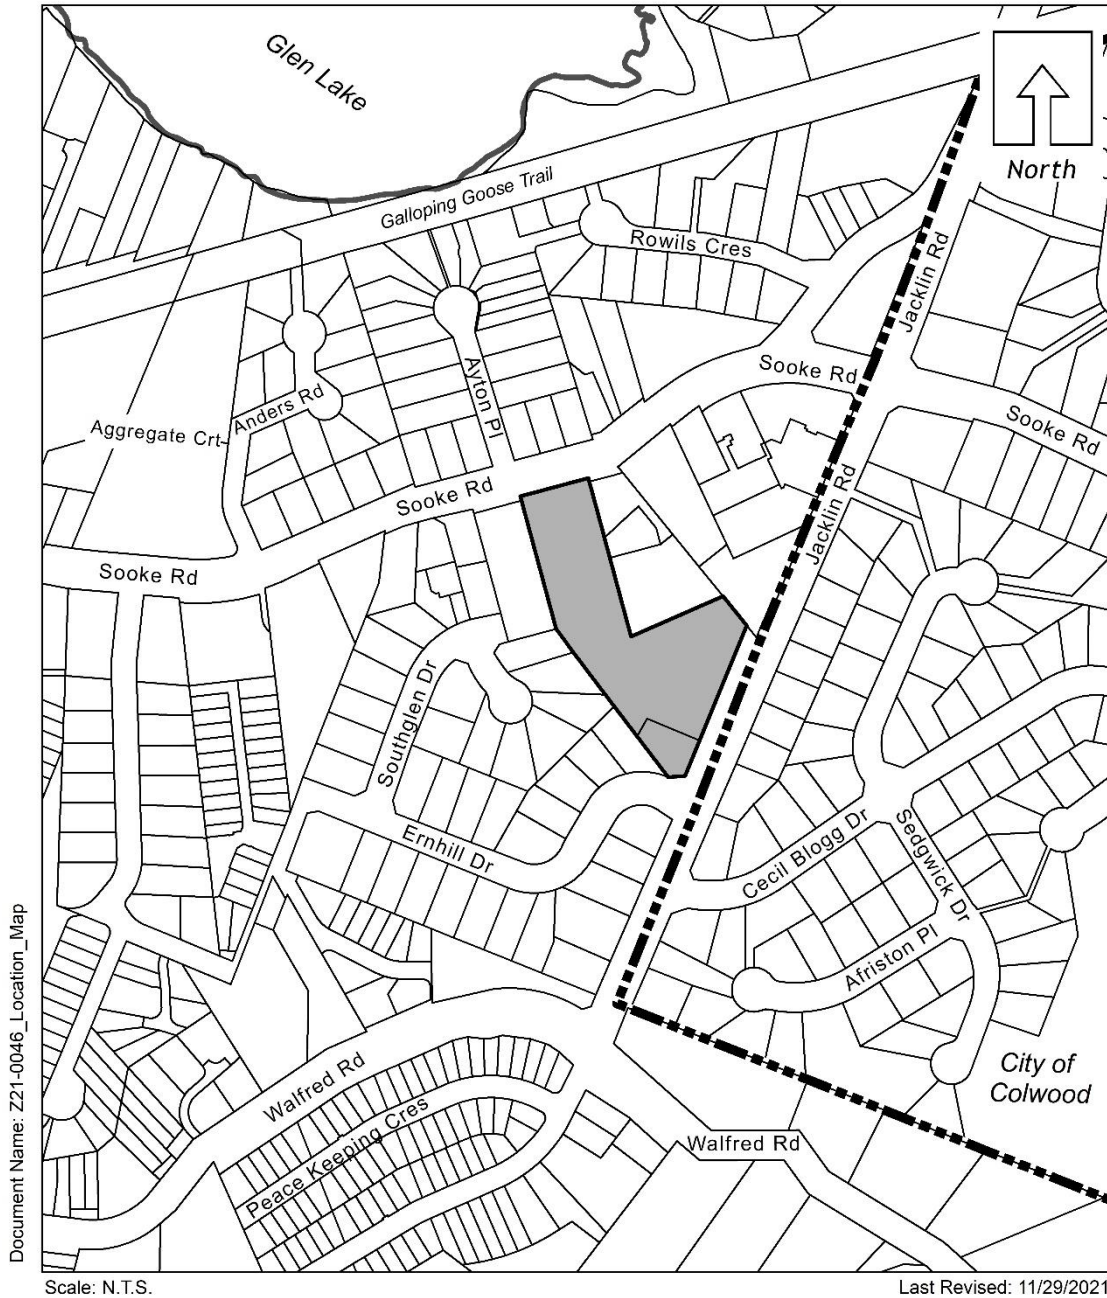 Glen Lake
North
Galloping Goose Trail
Rowils Cres
Jacklin Rd
Sooke Rd
Ayton Pl
Anders Rd
Aggregate Crt
Sooke Rd
Sooke Rd
Jacklin Rd
Sooke Rd
Southglen Dr
Ernhill Dr
Cecil Blogg Dr
Sedgwick Dr
Afriston Pl
City of
Colwood
Walfred Rd
Peace Keeping Cres
Walfred Rd
Document Name: Z21-0046_Location_Map
Scale: N.T.S.
Last Revised: 11/29/2021